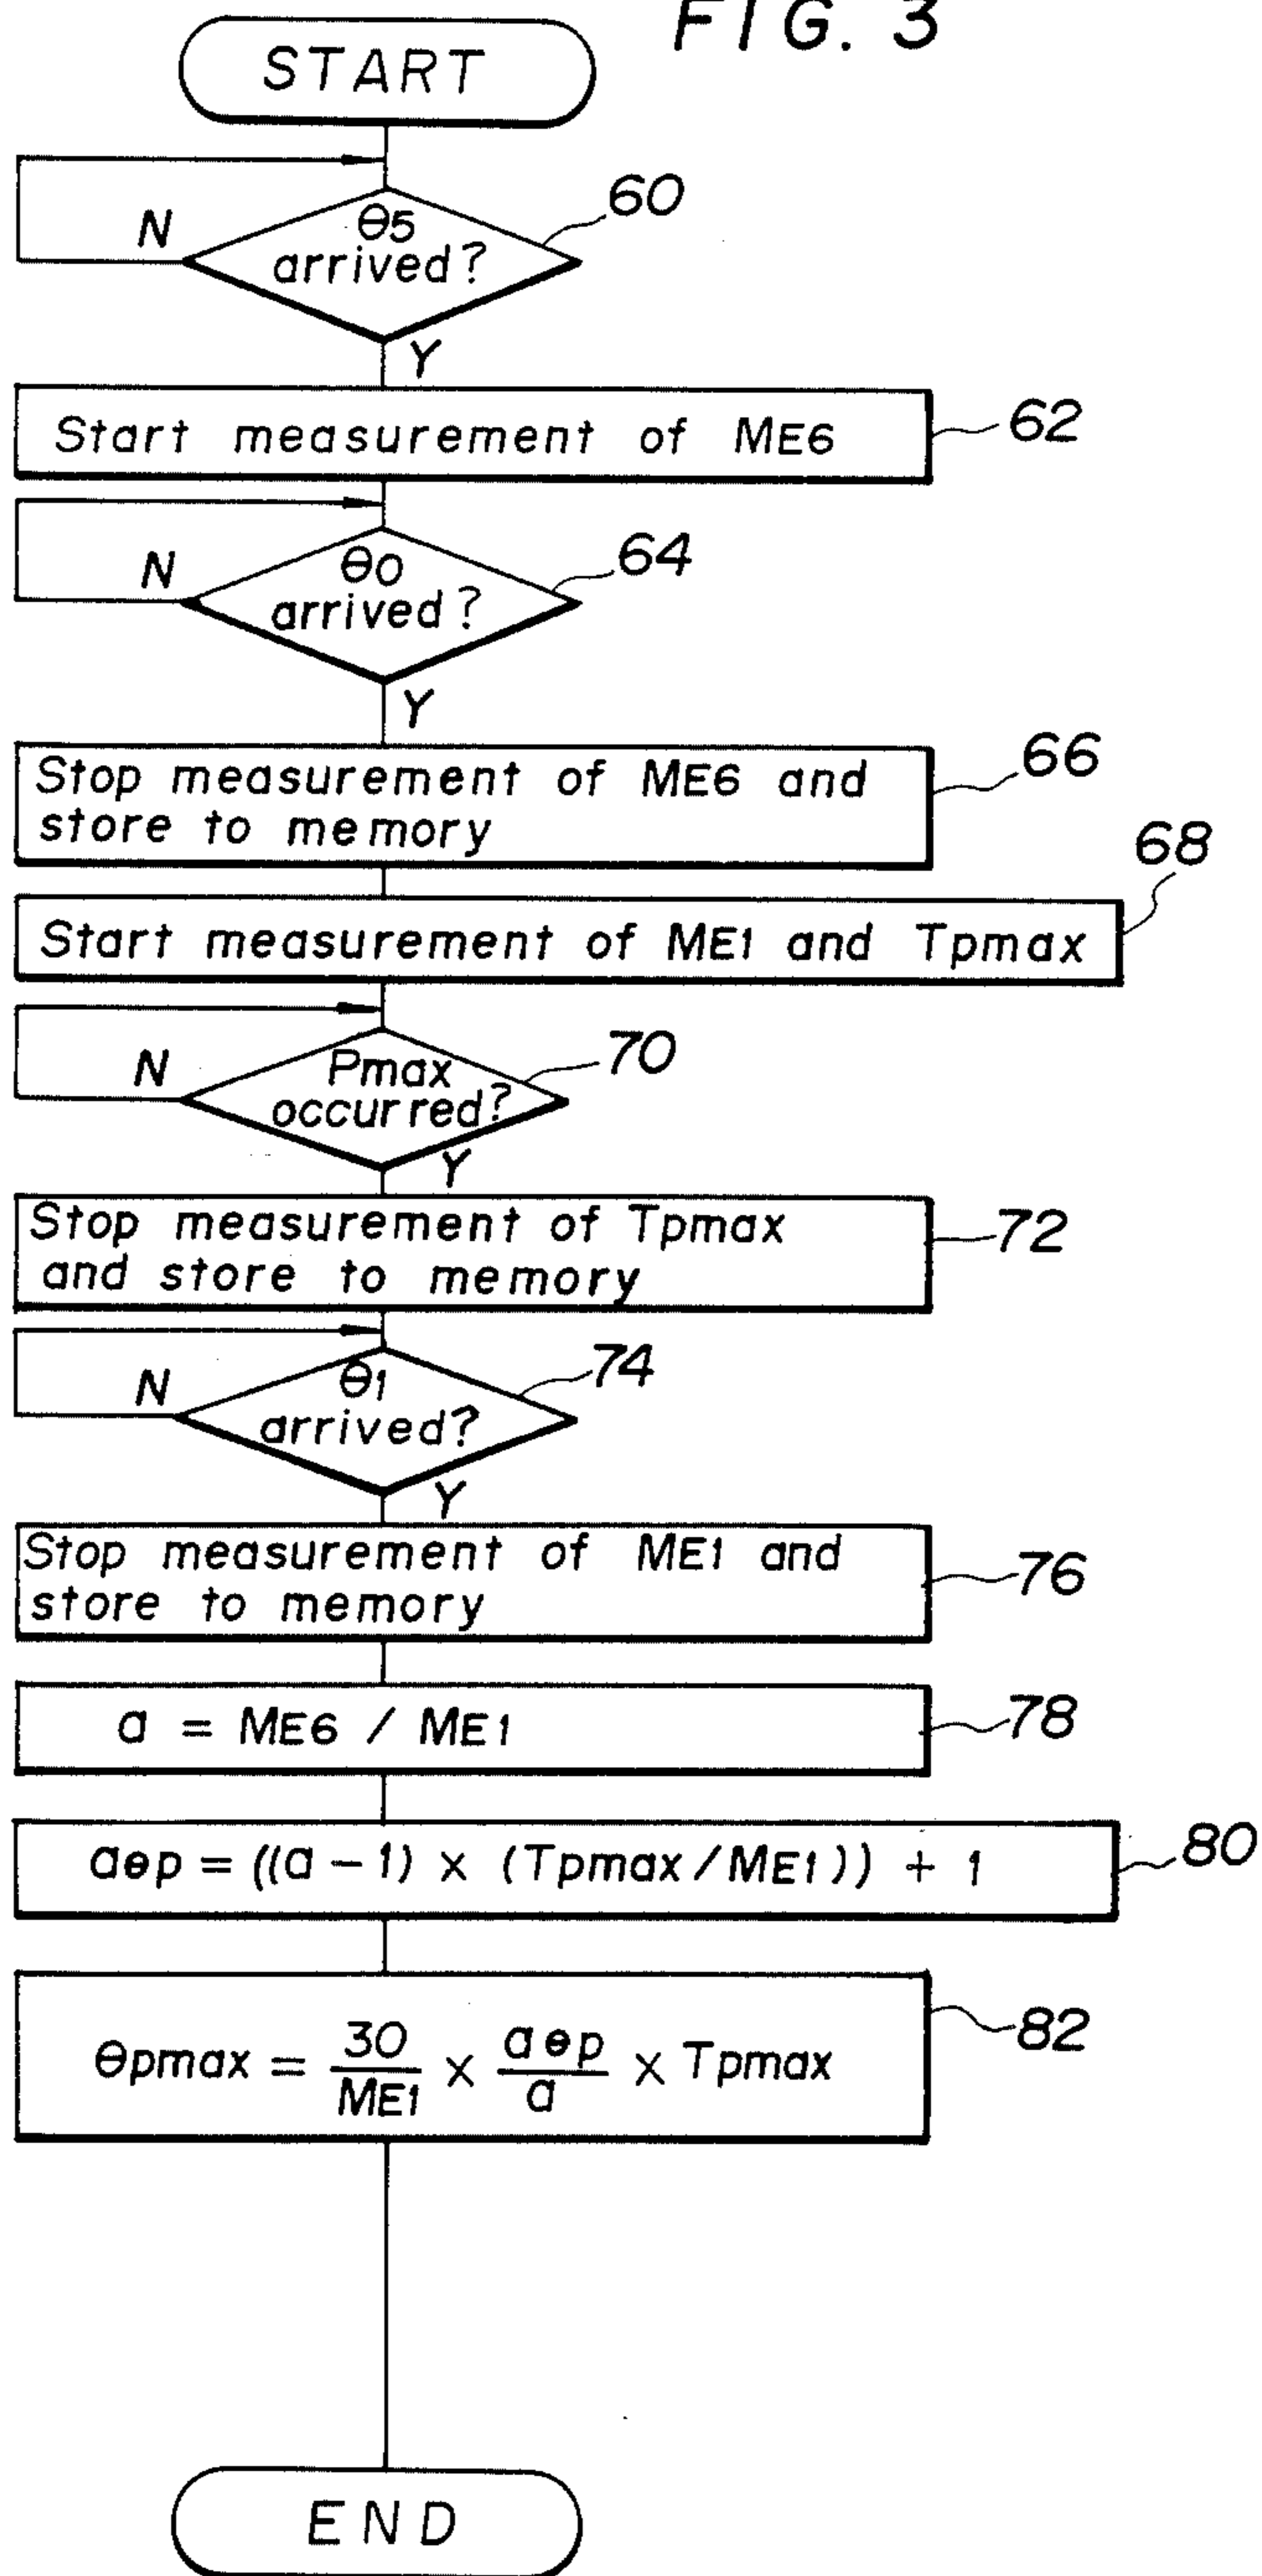 FIG. 3
START
N
θ5
arrived?
60
Y
Start measurement of ME6
62
N
θ0
arrived?
64
Y
Stop measurement of ME6 and
store to memory
66
68
Start measurement of ME1 and Tpmax
N
Pmax
occurred?
70
Y
Stop measurement of Tpmax
and store to memory
72
N
θ1
arrived?
74
Y
Stop measurement of ME1 and
store to memory
76
a = ME6 / ME1
78
aθp = ((a - 1) × (Tpmax/ME1)) + 1
80
θpmax = 30/ME1 × aθp/a × Tpmax
82
END